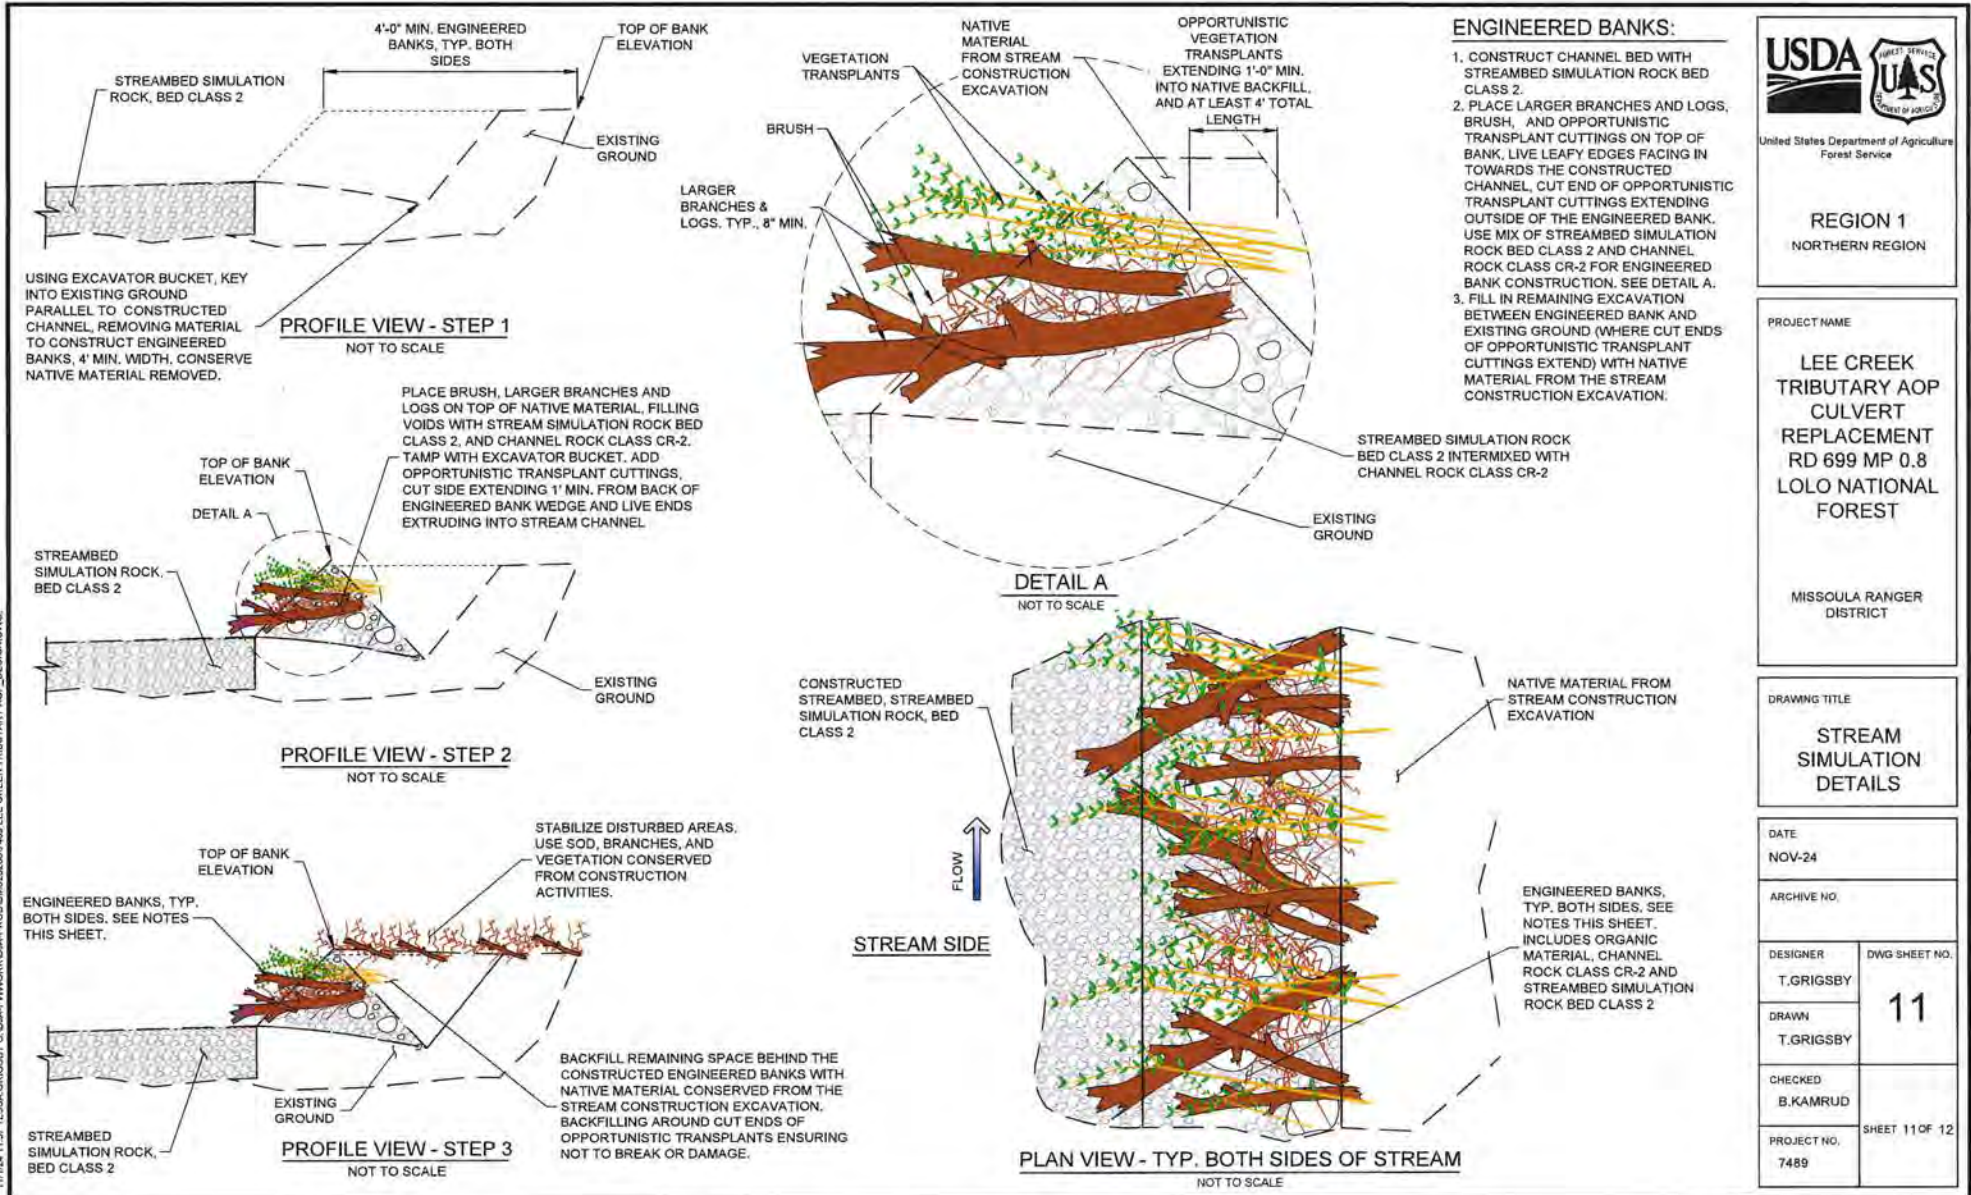 4'-0" MIN. ENGINEERED
BANKS, TYP. BOTH
SIDES
TOP OF BANK
ELEVATION
STREAMBED SIMULATION
ROCK, BED CLASS 2
EXISTING
GROUND
USING EXCAVATOR BUCKET, KEY
INTO EXISTING GROUND
PARALLEL TO CONSTRUCTED
CHANNEL, REMOVING MATERIAL
TO CONSTRUCT ENGINEERED
BANKS, 4' MIN. WIDTH. CONSERVE
NATIVE MATERIAL REMOVED.
PROFILE VIEW - STEP 1
NOT TO SCALE
PLACE BRUSH, LARGER BRANCHES AND
LOGS ON TOP OF NATIVE MATERIAL, FILLING
VOIDS WITH STREAM SIMULATION ROCK BED
CLASS 2, AND CHANNEL ROCK CLASS CR-2.
TAMP WITH EXCAVATOR BUCKET. ADD
OPPORTUNISTIC TRANSPLANT CUTTINGS,
CUT SIDE EXTENDING 1' MIN. FROM BACK OF
ENGINEERED BANK WEDGE AND LIVE ENDS
EXTRUDING INTO STREAM CHANNEL
TOP OF BANK
ELEVATION
DETAIL A
STREAMBED
SIMULATION ROCK,
BED CLASS 2
EXISTING
GROUND
PROFILE VIEW - STEP 2
NOT TO SCALE
STABILIZE DISTURBED AREAS.
USE SOD, BRANCHES, AND
VEGETATION CONSERVED
FROM CONSTRUCTION
ACTIVITIES.
TOP OF BANK
ELEVATION
ENGINEERED BANKS, TYP.
BOTH SIDES. SEE NOTES
THIS SHEET.
EXISTING
GROUND
BACKFILL REMAINING SPACE BEHIND THE
CONSTRUCTED ENGINEERED BANKS WITH
NATIVE MATERIAL CONSERVED FROM THE
STREAM CONSTRUCTION EXCAVATION.
BACKFILLING AROUND CUT ENDS OF
OPPORTUNISTIC TRANSPLANTS ENSURING
NOT TO BREAK OR DAMAGE.
STREAMBED
SIMULATION ROCK,
BED CLASS 2
PROFILE VIEW - STEP 3
NOT TO SCALE
VEGETATION
TRANSPLANTS
NATIVE
MATERIAL
FROM STREAM
CONSTRUCTION
EXCAVATION
OPPORTUNISTIC
VEGETATION
TRANSPLANTS
EXTENDING 1'-0" MIN.
INTO NATIVE BACKFILL,
AND AT LEAST 4' TOTAL
LENGTH
BRUSH
LARGER
BRANCHES &
LOGS. TYP., 8" MIN.
STREAMBED SIMULATION ROCK
BED CLASS 2 INTERMIXED WITH
CHANNEL ROCK CLASS CR-2
EXISTING
GROUND
DETAIL A
NOT TO SCALE
CONSTRUCTED
STREAMBED, STREAMBED
SIMULATION ROCK, BED
CLASS 2
FLOW
STREAM SIDE
NATIVE MATERIAL FROM
STREAM CONSTRUCTION
EXCAVATION
ENGINEERED BANKS,
TYP. BOTH SIDES. SEE
NOTES THIS SHEET.
INCLUDES ORGANIC
MATERIAL, CHANNEL
ROCK CLASS CR-2 AND
STREAMBED SIMULATION
ROCK BED CLASS 2
PLAN VIEW - TYP. BOTH SIDES OF STREAM
NOT TO SCALE
ENGINEERED BANKS:
1. CONSTRUCT CHANNEL BED WITH
STREAMBED SIMULATION ROCK BED
CLASS 2.
2. PLACE LARGER BRANCHES AND LOGS,
BRUSH, AND OPPORTUNISTIC
TRANSPLANT CUTTINGS ON TOP OF
BANK, LIVE LEAFY EDGES FACING IN
TOWARDS THE CONSTRUCTED
CHANNEL, CUT END OF OPPORTUNISTIC
TRANSPLANT CUTTINGS EXTENDING
OUTSIDE OF THE ENGINEERED BANK.
USE MIX OF STREAMBED SIMULATION
ROCK BED CLASS 2 AND CHANNEL
ROCK CLASS CR-2 FOR ENGINEERED
BANK CONSTRUCTION. SEE DETAIL A.
3. FILL IN REMAINING EXCAVATION
BETWEEN ENGINEERED BANK AND
EXISTING GROUND (WHERE CUT ENDS
OF OPPORTUNISTIC TRANSPLANT
CUTTINGS EXTEND) WITH NATIVE
MATERIAL FROM THE STREAM
CONSTRUCTION EXCAVATION.
USDA
FOREST SERVICE
UAS
DEPARTMENT OF AGRICULTURE
United States Department of Agriculture
Forest Service
REGION 1
NORTHERN REGION
PROJECT NAME
LEE CREEK
TRIBUTARY AOP
CULVERT
REPLACEMENT
RD 699 MP 0.8
LOLO NATIONAL
FOREST
MISSOULA RANGER
DISTRICT
DRAWING TITLE
STREAM
SIMULATION
DETAILS
DATE
NOV-24
ARCHIVE NO.
DESIGNER
T.GRIGSBY
DWG SHEET NO.
11
DRAWN
T.GRIGSBY
CHECKED
B.KAMRUD
PROJECT NO.
7489
SHEET 11 OF 12